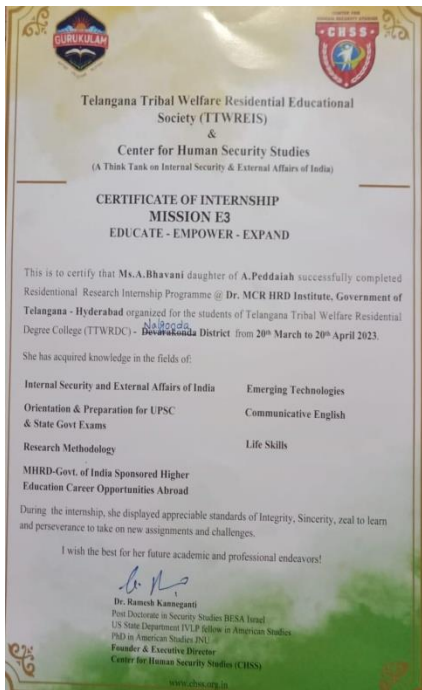 GURUKULAM
CENTER FOR
HUMAN SECURITY STUDIES
CHSS
Telangana Tribal Welfare Residential Educational
Society (TTWREIS)
&
Center for Human Security Studies
(A Think Tank on Internal Security & External Affairs of India)
CERTIFICATE OF INTERNSHIP
MISSION E3
EDUCATE - EMPOWER - EXPAND
This is to certify that Ms.A.Bhavani daughter of A.Peddaiah successfully completed
Residentional Research Internship Programme @ Dr. MCR HRD Institute, Government of
Telangana - Hyderabad organized for the students of Telangana Tribal Welfare Residential
Nalgonda
Degree College (TTWRDC) - Devarakonda District from 20th March to 20th April 2023.
She has acquired knowledge in the fields of:
Internal Security and External Affairs of India
Emerging Technologies
Orientation & Preparation for UPSC
& State Govt Exams
Communicative English
Research Methodology
Life Skills
MHRD-Govt. of India Sponsored Higher
Education Career Opportunities Abroad
During the internship, she displayed appreciable standards of Integrity, Sincerity, zeal to learn
and perseverance to take on new assignments and challenges.
I wish the best for her future academic and professional endeavors!
Dr. Ramesh Kanneganti
Post Doctorate in Security Studies BESA Israel
US State Department IVLP fellow in American Studies
PhD in American Studies JNU
Founder & Executive Director
Center for Human Security Studies (CHSS)
www.chss.org.in